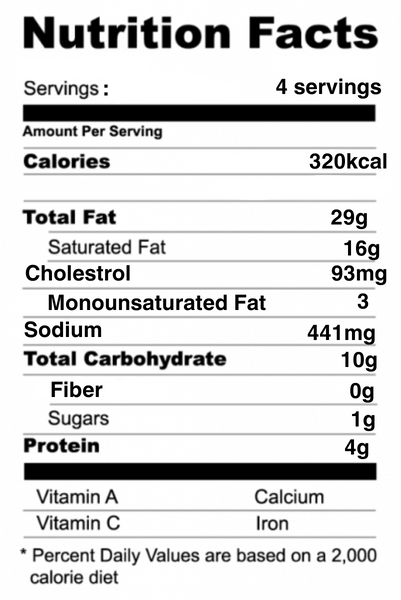 Nutrition Facts
Servings : 4 servings
Amount Per Serving
Calories 320kcal
Total Fat 29g
Saturated Fat 16g
Cholestrol 93mg
Monounsaturated Fat 3
Sodium 441mg
Total Carbohydrate 10g
Fiber 0g
Sugars 1g
Protein 4g
Vitamin A Calcium
Vitamin C Iron
* Percent Daily Values are based on a 2,000
calorie diet